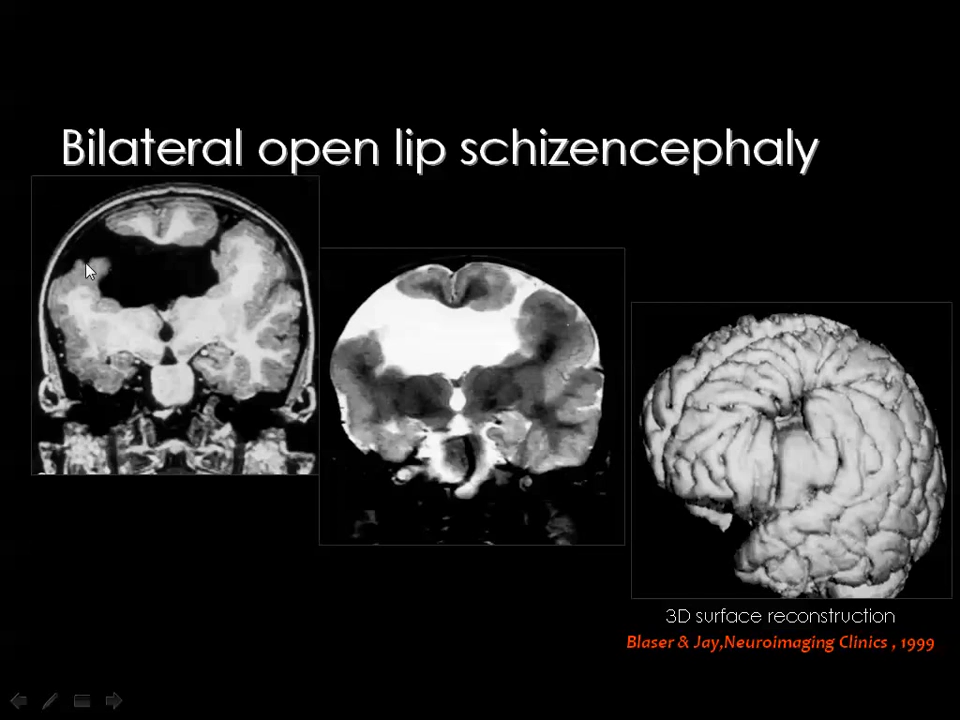 Bilateral open lip schizencephaly
3D surface reconstruction
Blaser & Jay,Neuroimaging Clinics , 1999